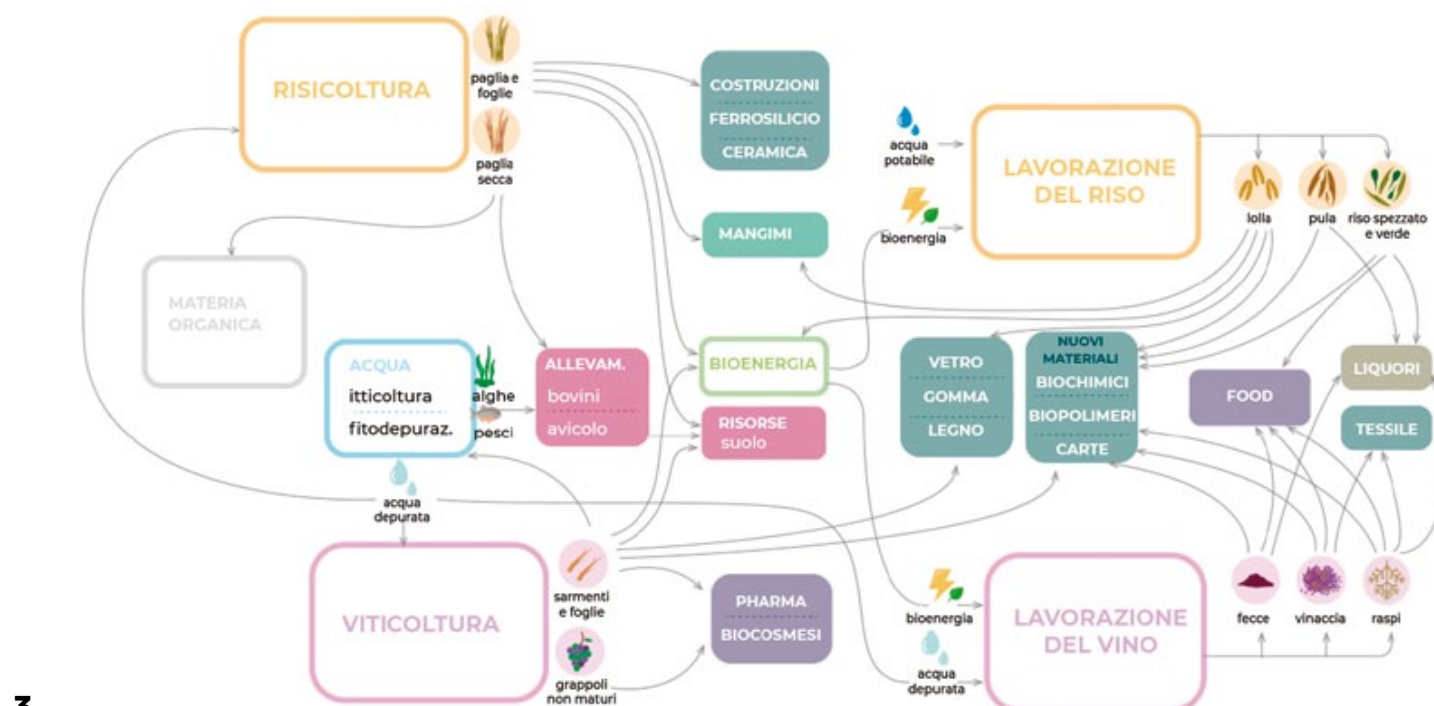 RISICOLTURA
paglia e
foglie
paglia
secca
COSTRUZIONI
FERROSILICIO
CERAMICA
MANGIMI
acqua
potabile
bioenergia
LAVORAZIONE
DEL RISO
lolla
pula
riso spezzato
e verde
MATERIA
ORGANICA
ACQUA
itticoltura
fitodepuraz.
alghe
pesci
ALLEVAM.
bovini
avicolo
BIOENERGIA
RISORSE
suolo
VETRO
GOMMA
LEGNO
NUOVI
MATERIALI
BIOCHIMICI
BIOPOLIMERI
CARTE
FOOD
LIQUORI
TESSILE
acqua
depurata
VITICOLTURA
sarmenti
e foglie
grappoli
non maturi
PHARMA
BIOCOSMESI
bioenergia
acqua
depurata
LAVORAZIONE
DEL VINO
fecce
vinaccia
raspi
3